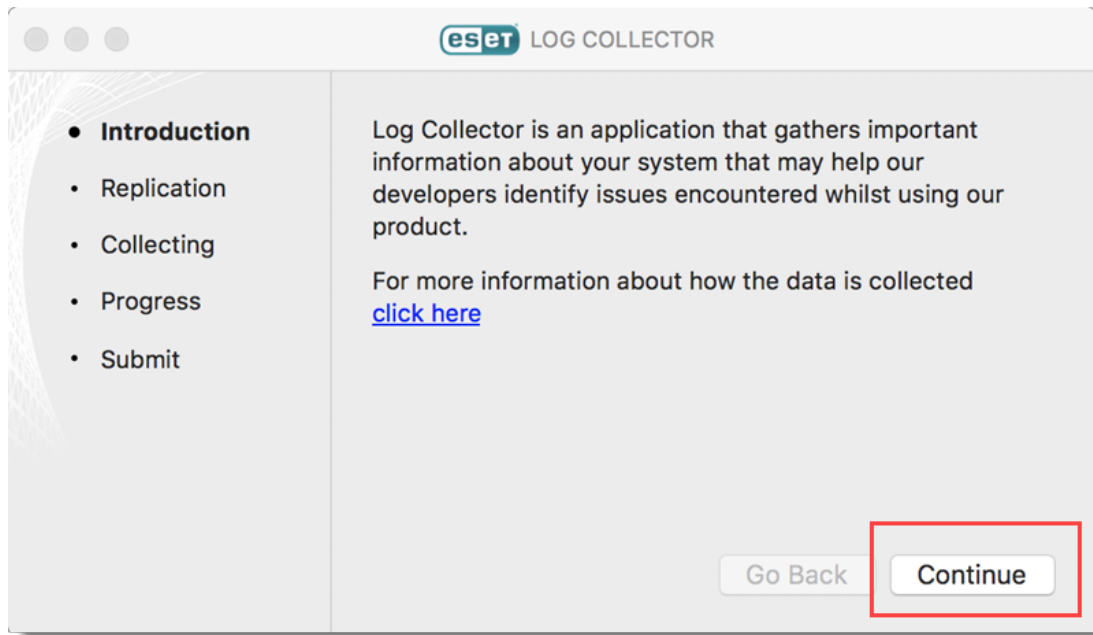 eset LOG COLLECTOR
Introduction
Replication
Collecting
Progress
Submit
Log Collector is an application that gathers important
information about your system that may help our
developers identify issues encountered whilst using our
product.
For more information about how the data is collected
click here
Go Back
Continue